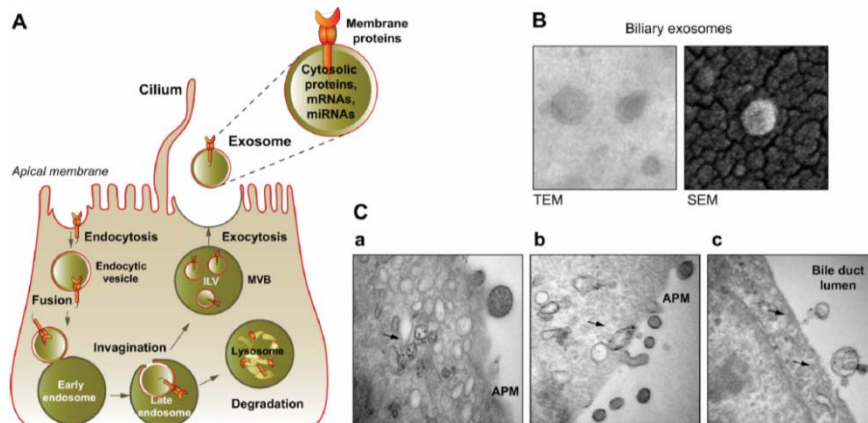 A
Membrane
proteins
Cytosolic
proteins,
mRNAs,
miRNAs
Cilium
Exosome
Apical membrane
Endocytosis
Exocytosis
Endocytic
vesicle
ILV
MVB
Fusion
Invagination
Lysosome
Early
endosome
Late
endosome
Degradation
B
Biliary exosomes
TEM
SEM
C
a
b
c
APM
APM
Bile duct
lumen